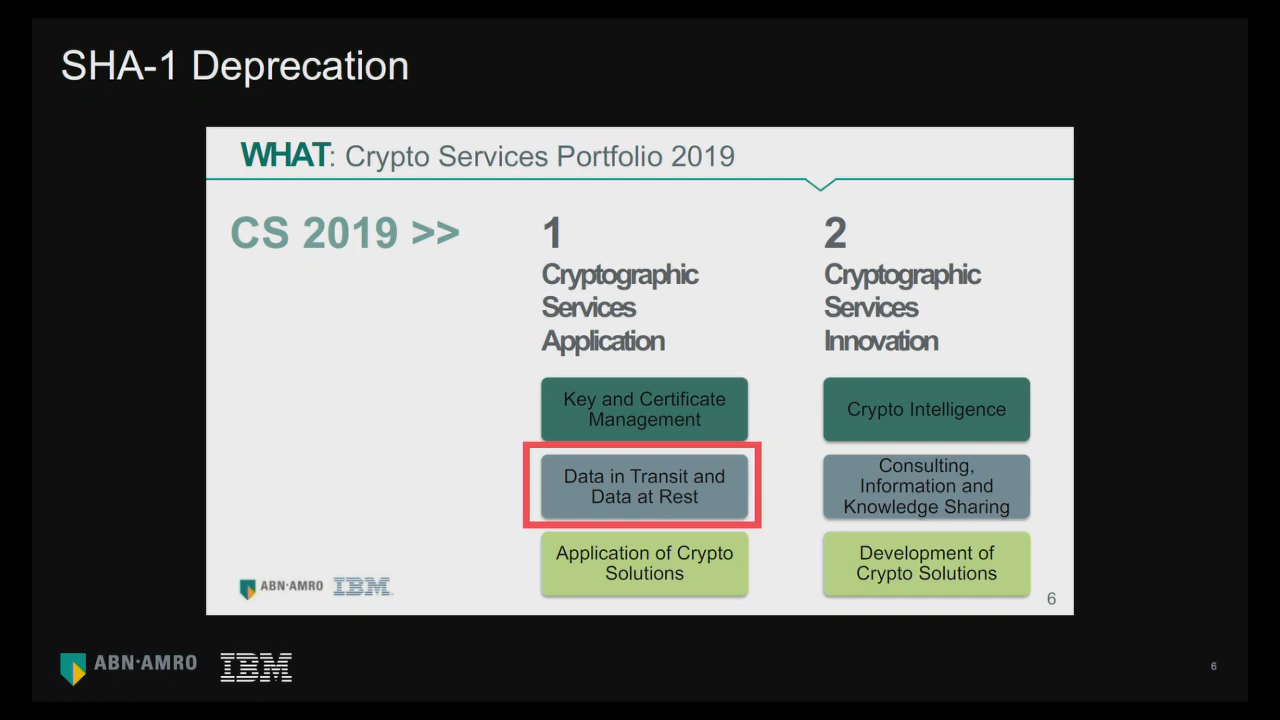 SHA-1 Deprecation
WHAT: Crypto Services Portfolio 2019
CS 2019 >>
1
Cryptographic
Services
Application
Key and Certificate
Management
Data in Transit and
Data at Rest
Application of Crypto
Solutions
2
Cryptographic
Services
Innovation
Crypto Intelligence
Consulting,
Information and
Knowledge Sharing
Development of
Crypto Solutions
ABN·AMRO IBM
6
ABN·AMRO IBM
6